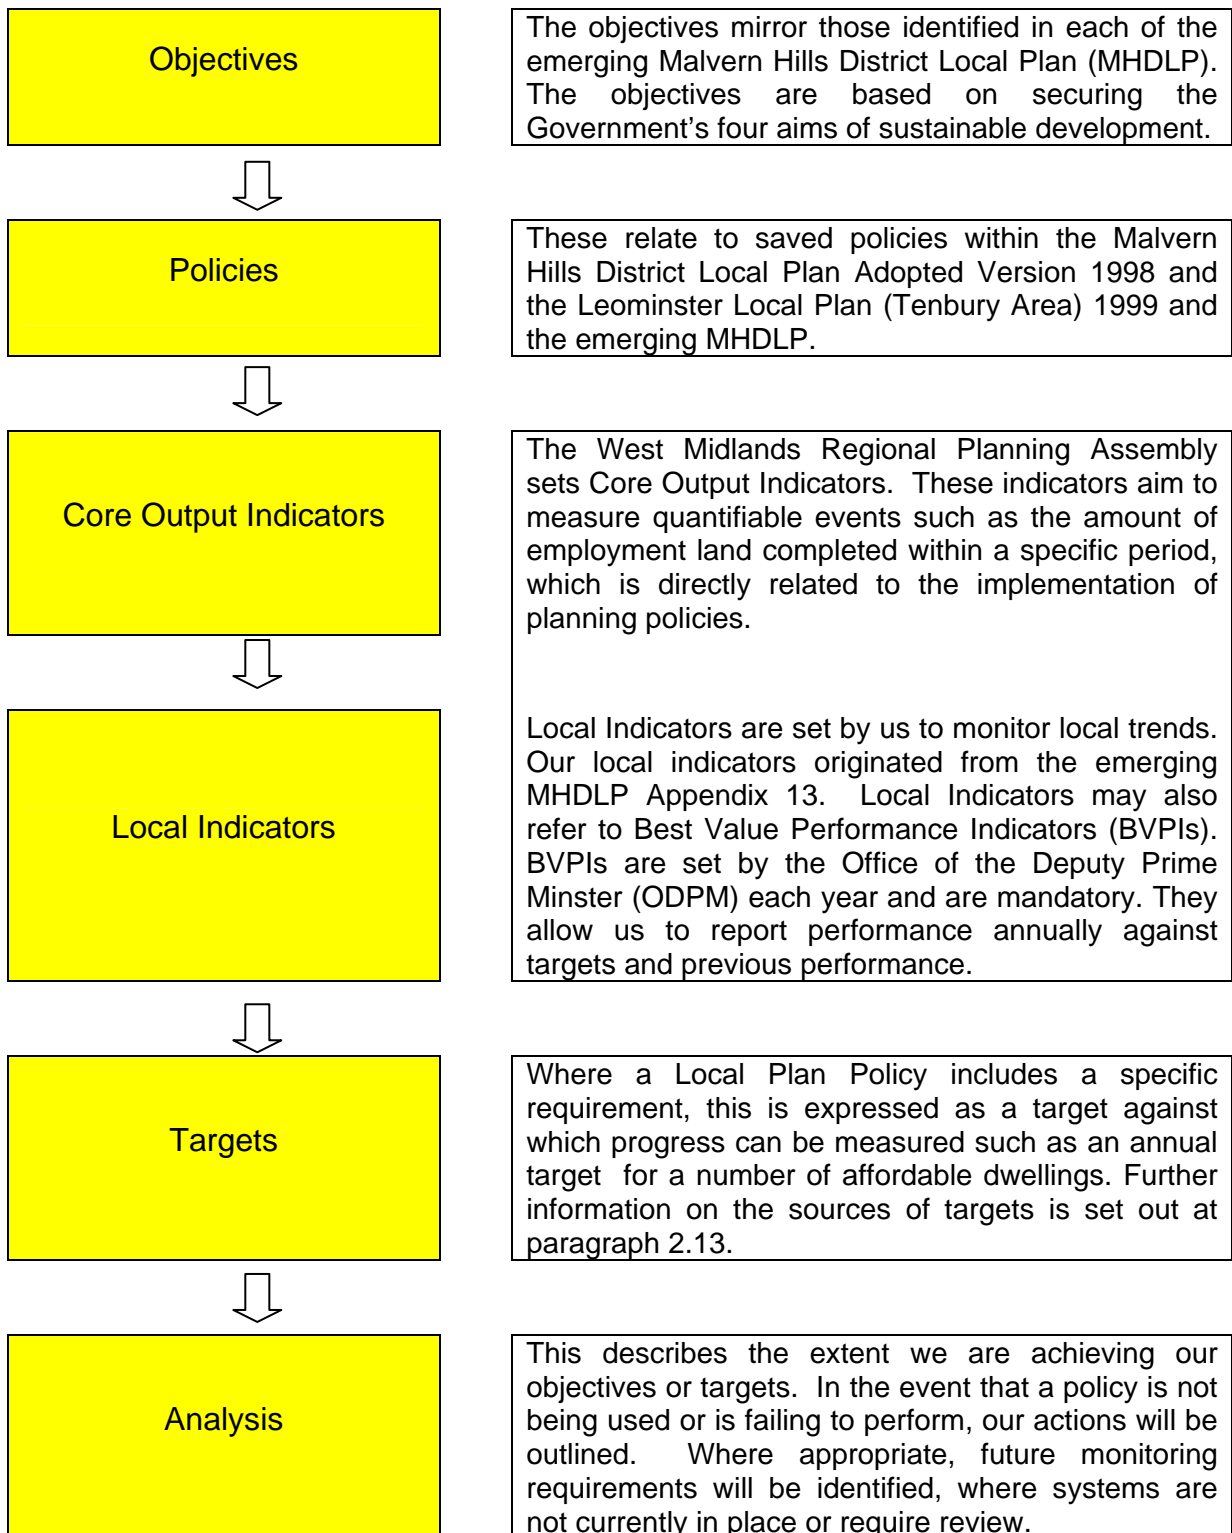 Objectives
The objectives mirror those identified in each of the
emerging Malvern Hills District Local Plan (MHDLP).
The objectives are based on securing the
Government's four aims of sustainable development.
Policies
These relate to saved policies within the Malvern
Hills District Local Plan Adopted Version 1998 and
the Leominster Local Plan (Tenbury Area) 1999 and
the emerging MHDLP.
Core Output Indicators
The West Midlands Regional Planning Assembly
sets Core Output Indicators. These indicators aim to
measure quantifiable events such as the amount of
employment land completed within a specific period,
which is directly related to the implementation of
planning policies.
Local Indicators
Local Indicators are set by us to monitor local trends.
Our local indicators originated from the emerging
MHDLP Appendix 13. Local Indicators may also
refer to Best Value Performance Indicators (BVPIs).
BVPIs are set by the Office of the Deputy Prime
Minster (ODPM) each year and are mandatory. They
allow us to report performance annually against
targets and previous performance.
Targets
Where a Local Plan Policy includes a specific
requirement, this is expressed as a target against
which progress can be measured such as an annual
target for a number of affordable dwellings. Further
information on the sources of targets is set out at
paragraph 2.13.
Analysis
This describes the extent we are achieving our
objectives or targets. In the event that a policy is not
being used or is failing to perform, our actions will be
outlined. Where appropriate, future monitoring
requirements will be identified, where systems are
not currently in place or require review.